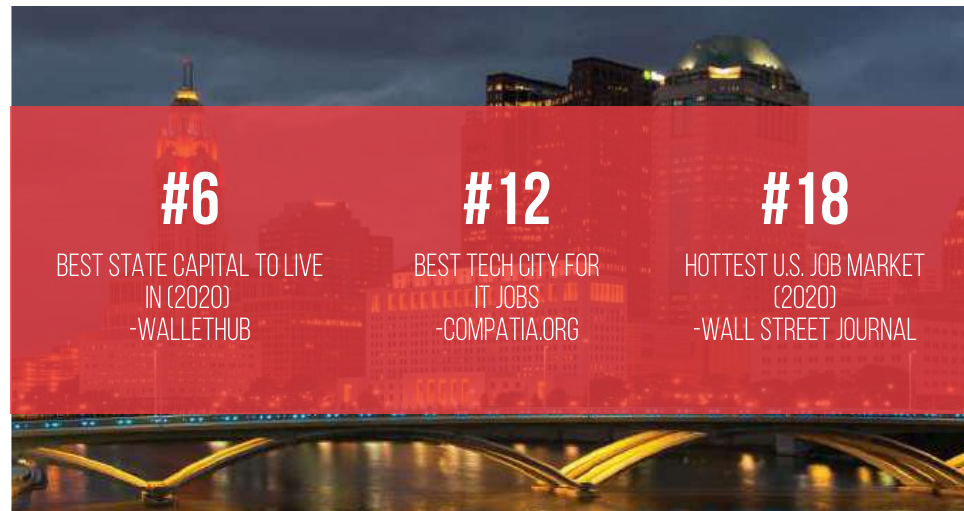 #6
BEST STATE CAPITAL TO LIVE
IN (2020)
-WALLETHUB
#12
BEST TECH CITY FOR
IT JOBS
-COMPATIA.ORG
#18
HOTTEST U.S. JOB MARKET
(2020)
-WALL STREET JOURNAL